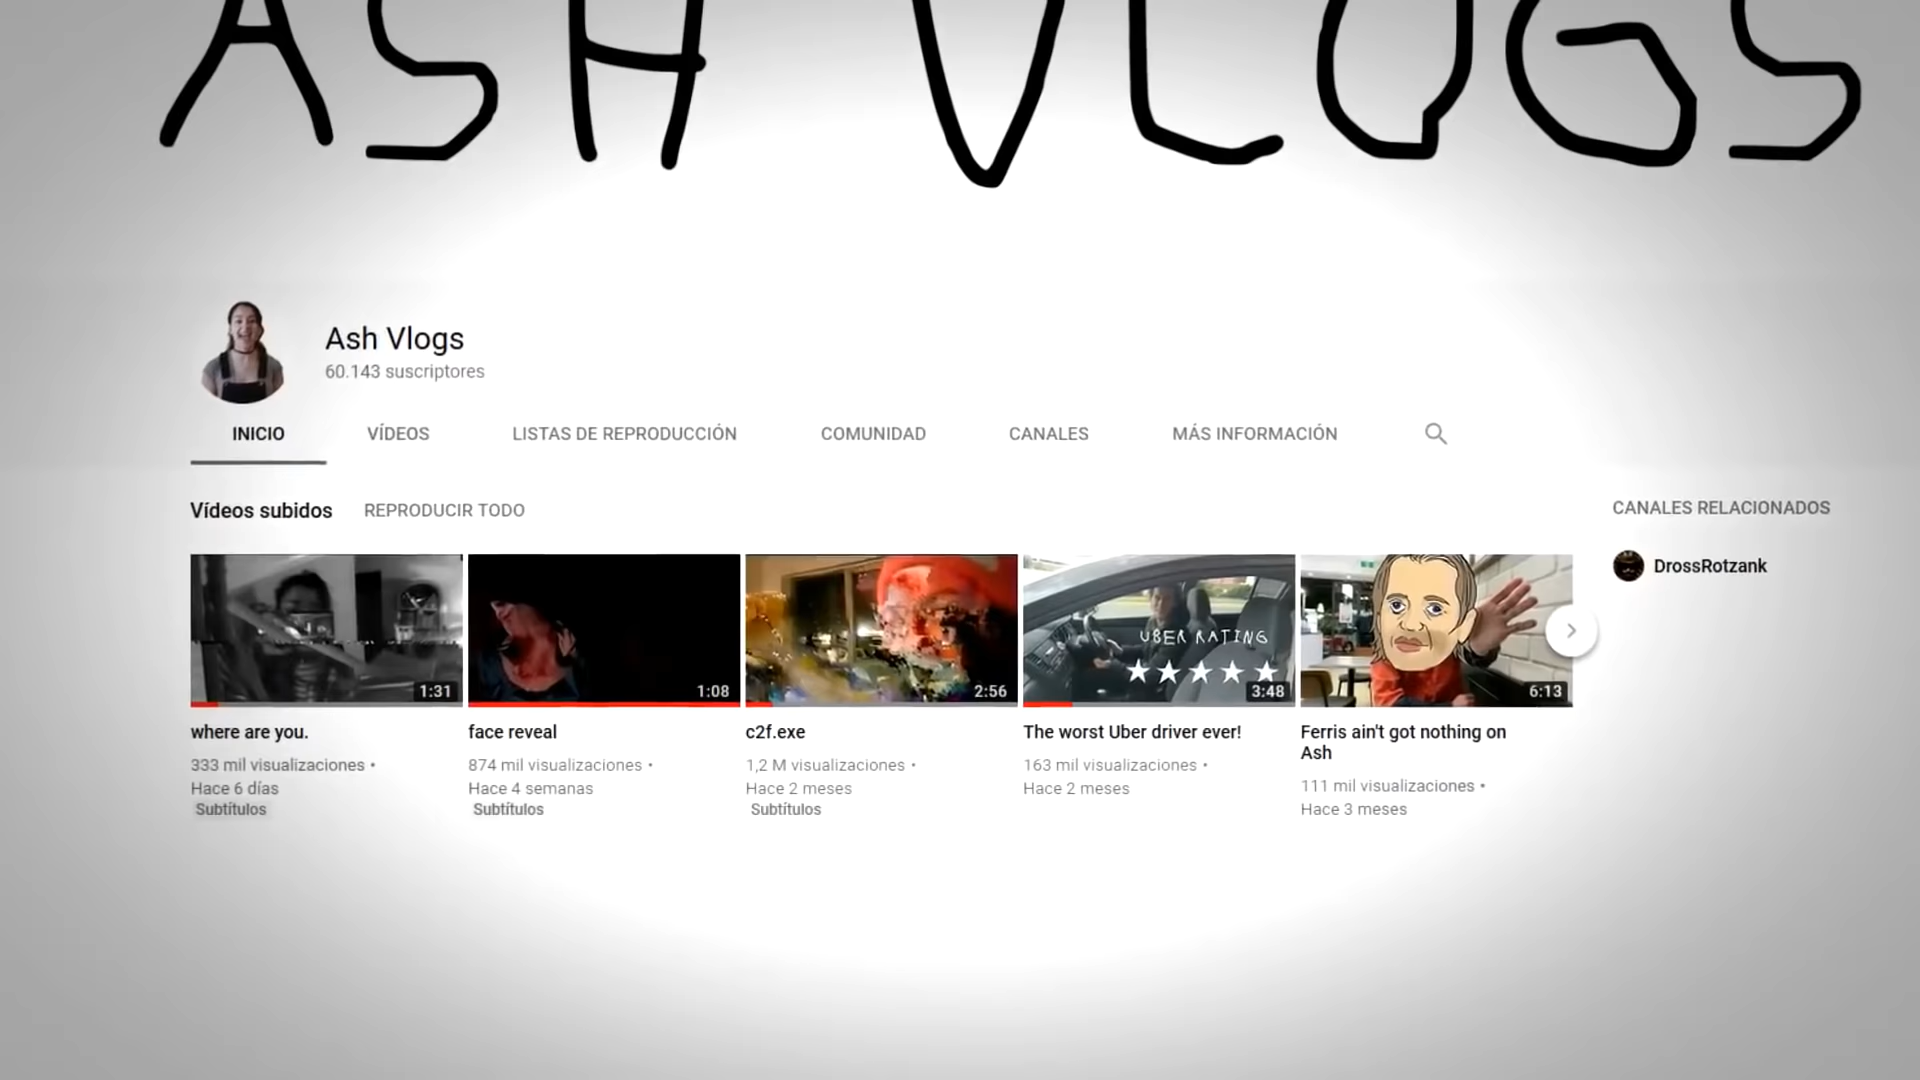 ASH VLOGS
Ash Vlogs
60.143 suscriptores
INICIO VÍDEOS LISTAS DE REPRODUCCIÓN COMUNIDAD CANALES MÁS INFORMACIÓN
Vídeos subidos REPRODUCIR TODO
CANALES RELACIONADOS
DrossRotzank
UBER RATING
1:31 1:08 2:56 3:48 6:13
where are you.
333 mil visualizaciones •
Hace 6 días
Subtítulos
face reveal
874 mil visualizaciones •
Hace 4 semanas
Subtítulos
c2f.exe
1,2 M visualizaciones •
Hace 2 meses
Subtítulos
The worst Uber driver ever!
163 mil visualizaciones •
Hace 2 meses
Ferris ain't got nothing on
Ash
111 mil visualizaciones •
Hace 3 meses